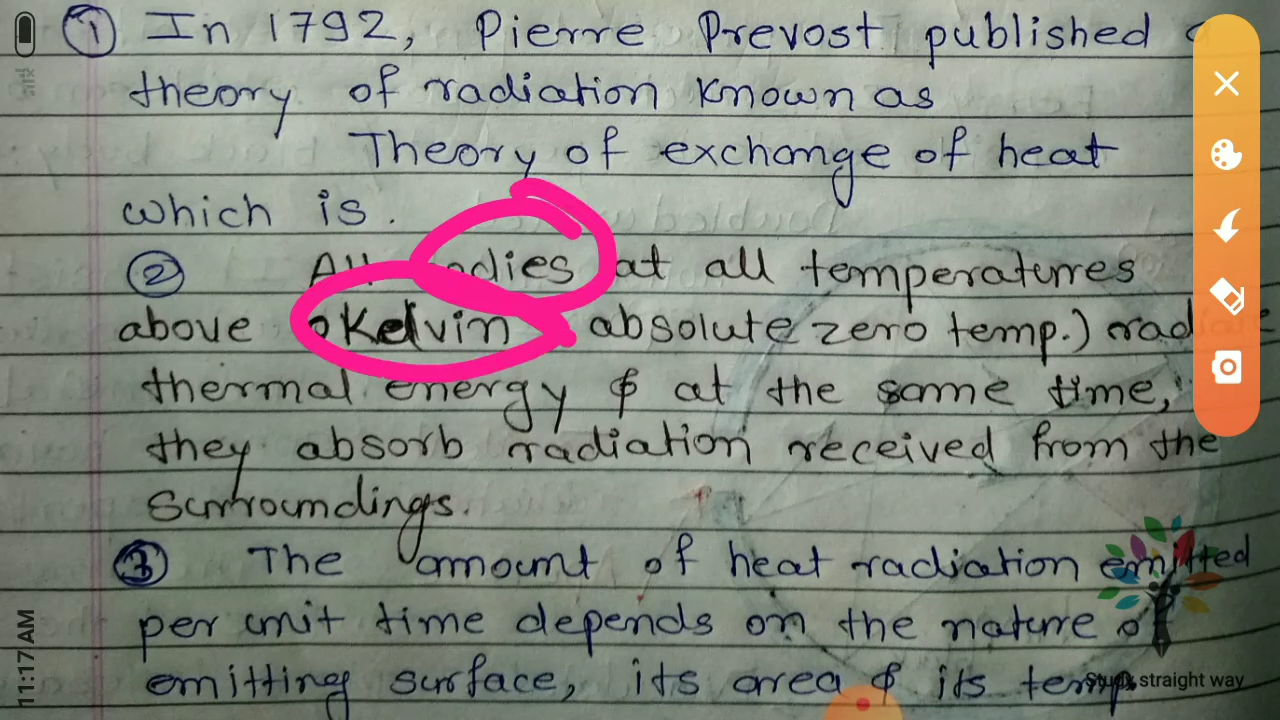 ① In 1792, Pierre Prevost published a
theory of radiation known as
Theory of exchange of heat
which is.
② All bodies at all temperatures
above 0 Kelvin absolute zero temp.) radiate
thermal energy & at the same time,
they absorb radiation received from the
surroundings.
③ The amount of heat radiation emitted
per unit time depends on the nature of
emitting surface, its area & its temp.
Study straight way
11:17 AM